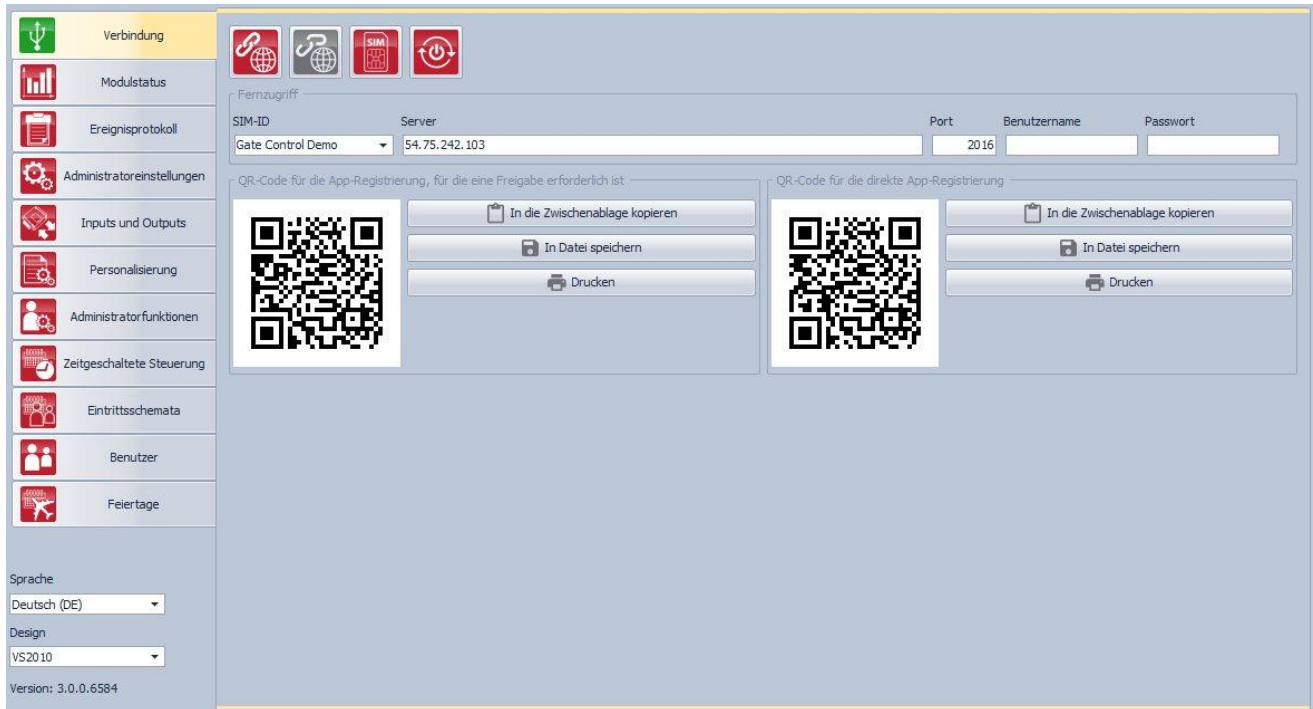 Verbindung
Modulstatus
Ereignisprotokoll
Administratoreinstellungen
Inputs und Outputs
Personalisierung
Administratorfunktionen
Zeitgeschaltete Steuerung
Eintrittsschemata
Benutzer
Feiertage
Sprache
Deutsch (DE)
Design
VS2010
Version: 3.0.0.6584
SIM
Fernzugriff
SIM-ID Server Port Benutzername Passwort
Gate Control Demo 54.75.242.103 2016
QR-Code für die App-Registrierung, für die eine Freigabe erforderlich ist
In die Zwischenablage kopieren
In Datei speichern
Drucken
QR-Code für die direkte App-Registrierung
In die Zwischenablage kopieren
In Datei speichern
Drucken